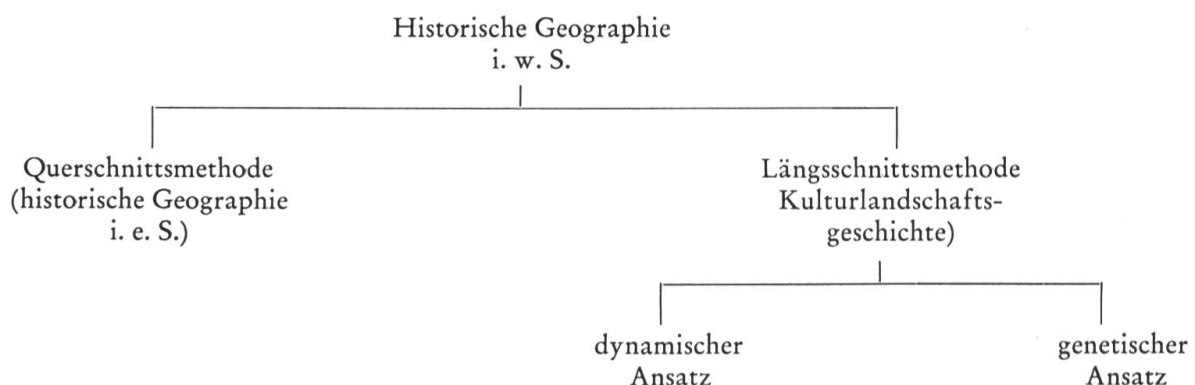 Historische Geographie
i. w. S.
Querschnittsmethode
(historische Geographie
i. e. S.)
Längsschnittsmethode
Kulturlandschafts-
geschichte)
dynamischer
Ansatz
genetischer
Ansatz